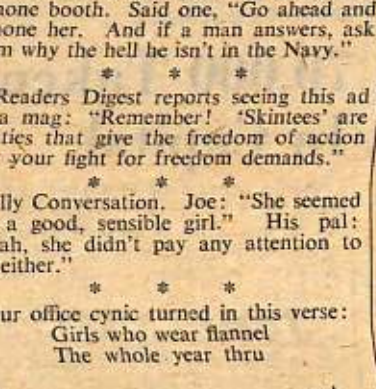 hone booth. Said one, “Go ahead and
hone her. And if a man answers, ask
m why the hell he isn't in the Navy.”
* * *
Readers Digest reports seeing this ad
a mag: “Remember! ‘Skintees’ are
ties that give the freedom of action
your fight for freedom demands.”
* * *
lly Conversation. Joe: “She seemed
a good, sensible girl.” His pal:
ah, she didn't pay any attention to
either.”
* * *
ur office cynic turned in this verse:
Girls who wear flannel
The whole year thru